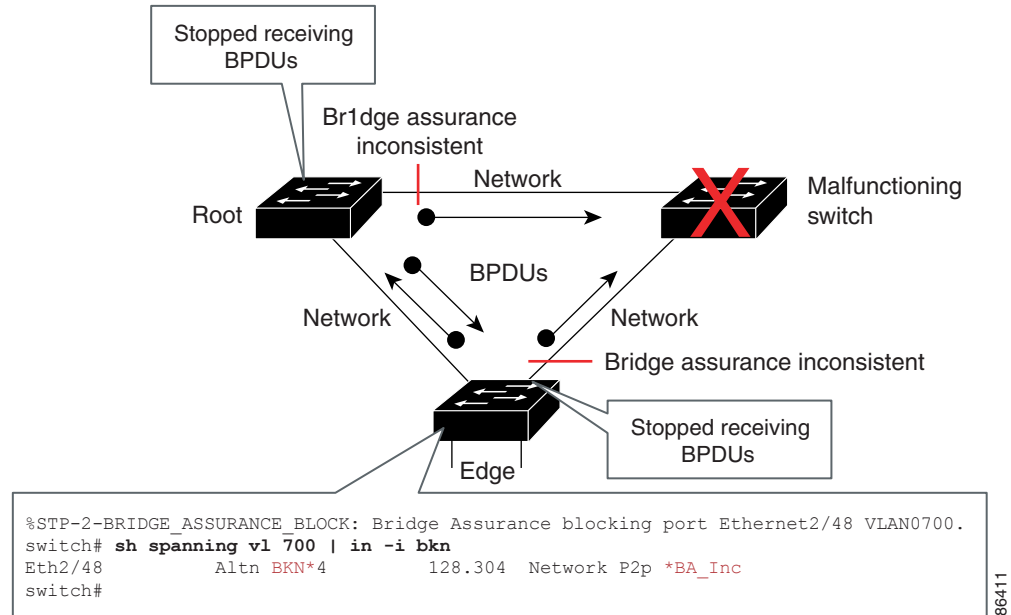 Stopped receiving
BPDUs
Br1dge assurance
inconsistent
Network
Malfunctioning
switch
Root
BPDUs
Network
Network
Bridge assurance inconsistent
Stopped receiving
BPDUs
Edge
%STP-2-BRIDGE_ASSURANCE_BLOCK: Bridge Assurance blocking port Ethernet2/48 VLAN0700.
switch# sh spanning vl 700 | in -i bkn
Eth2/48 Altn BKN*4 128.304 Network P2p *BA_Inc
switch#
86411